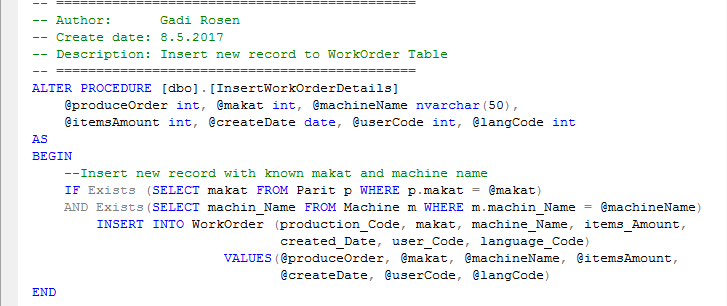 -- =============================================
-- Author:      Gadi Rosen
-- Create date: 8.5.2017
-- Description: Insert new record to WorkOrder Table
-- =============================================
ALTER PROCEDURE [dbo].[InsertWorkOrderDetails]
    @produceOrder int, @makat int, @machineName nvarchar(50),
    @itemsAmount int, @createDate date, @userCode int, @langCode int
AS
BEGIN
    --Insert new record with known makat and machine name
    IF Exists (SELECT makat FROM Parit p WHERE p.makat = @makat)
    AND Exists(SELECT machin_Name FROM Machine m WHERE m.machin_Name = @machineName)
        INSERT INTO WorkOrder (production_Code, makat, machine_Name, items_Amount,
                               created_Date, user_Code, language_Code)
                        VALUES(@produceOrder, @makat, @machineName, @itemsAmount,
                               @createDate, @userCode, @langCode)
END